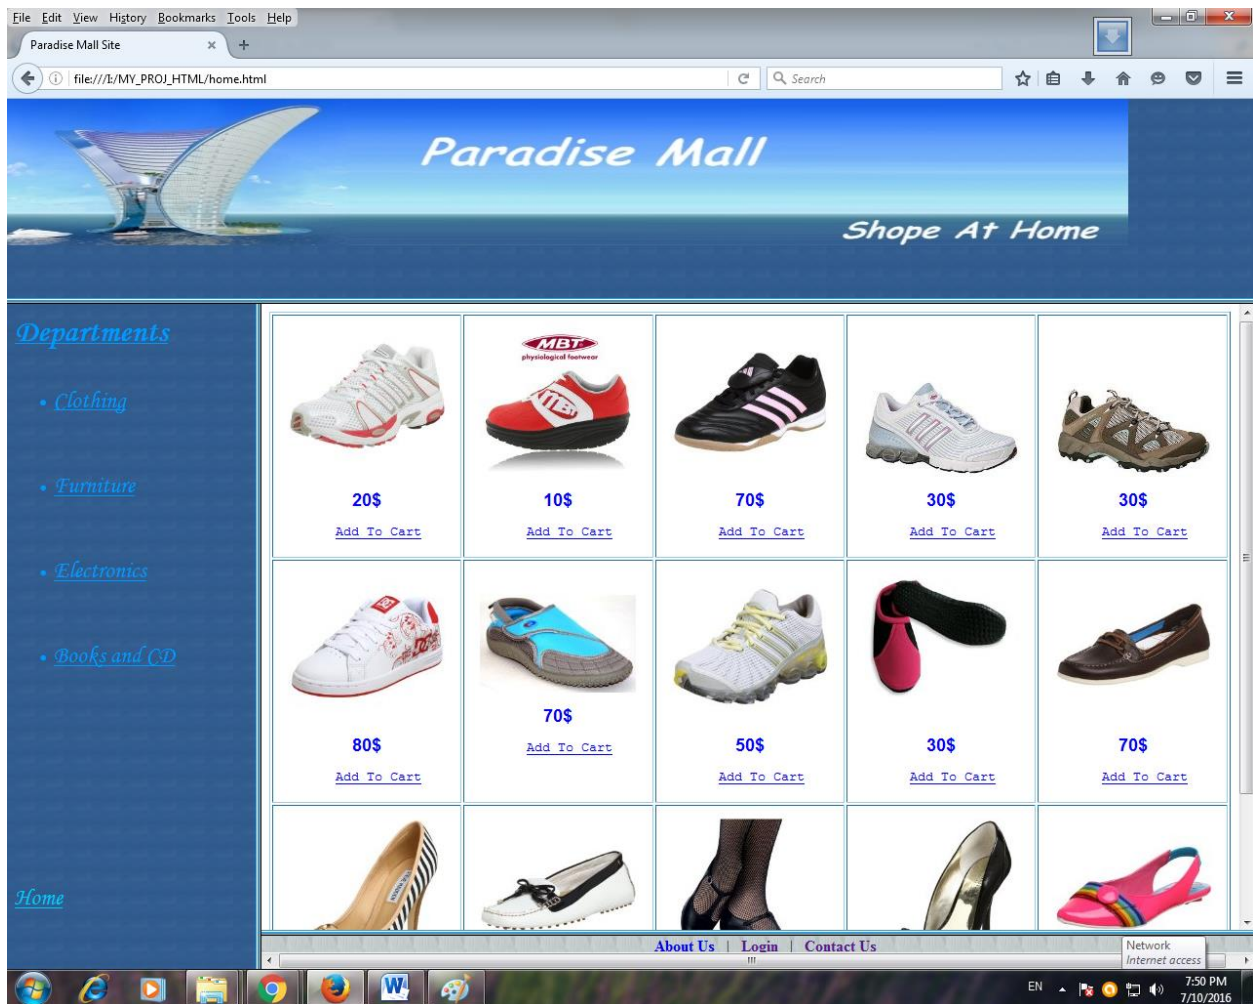 File Edit View History Bookmarks Tools Help
Paradise Mall Site
file:///E:/MY_PROJ_HTML/home.html
Search
Paradise Mall
Shope At Home
Departments
Clothing
Furniture
Electronics
Books and CD
Home
MBT
physiological footwear
20$ 10$ 70$ 30$ 30$
Add To Cart Add To Cart Add To Cart Add To Cart Add To Cart
70$
Add To Cart
80$ 50$ 30$ 70$
Add To Cart Add To Cart Add To Cart Add To Cart
About Us | Login | Contact Us
Network
Internet access
EN
7:50 PM
7/10/2016